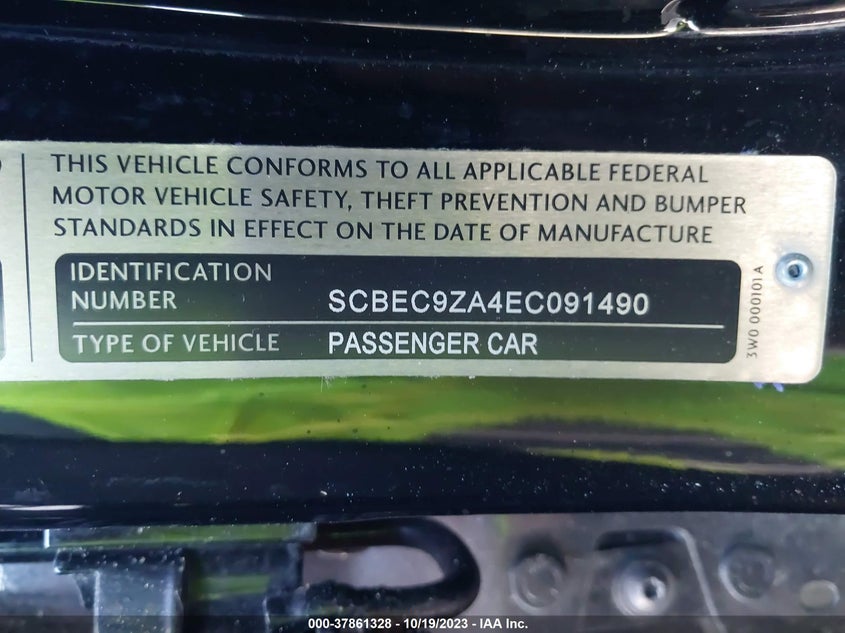 THIS VEHICLE CONFORMS TO ALL APPLICABLE FEDERAL
MOTOR VEHICLE SAFETY, THEFT PREVENTION AND BUMPER
STANDARDS IN EFFECT ON THE DATE OF MANUFACTURE
IDENTIFICATION
NUMBER SCBEC9ZA4EC091490
TYPE OF VEHICLE PASSENGER CAR
3W0 000101A
000-37861328 - 10/19/2023 - IAA Inc.